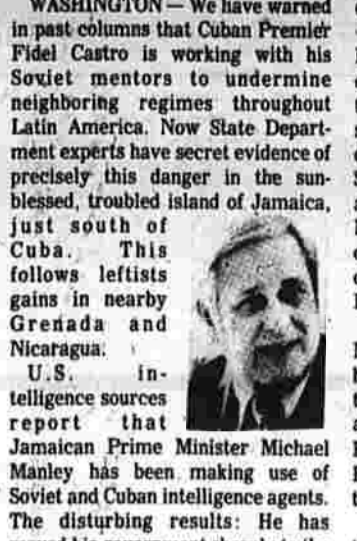 WASHINGTON — We have warned
in past columns that Cuban Premier
Fidel Castro is working with his
Soviet mentors to undermine
neighboring regimes throughout
Latin America. Now State Depart-
ment experts have secret evidence of
precisely this danger in the sun-
blessed, troubled island of Jamaica,
just south of
Cuba. This
follows leftists
gains in nearby
Grenada and
Nicaragua.
U.S. in-
telligence sources
report that
Jamaican Prime Minister Michael
Manley has been making use of
Soviet and Cuban intelligence agents.
The disturbing results: He has